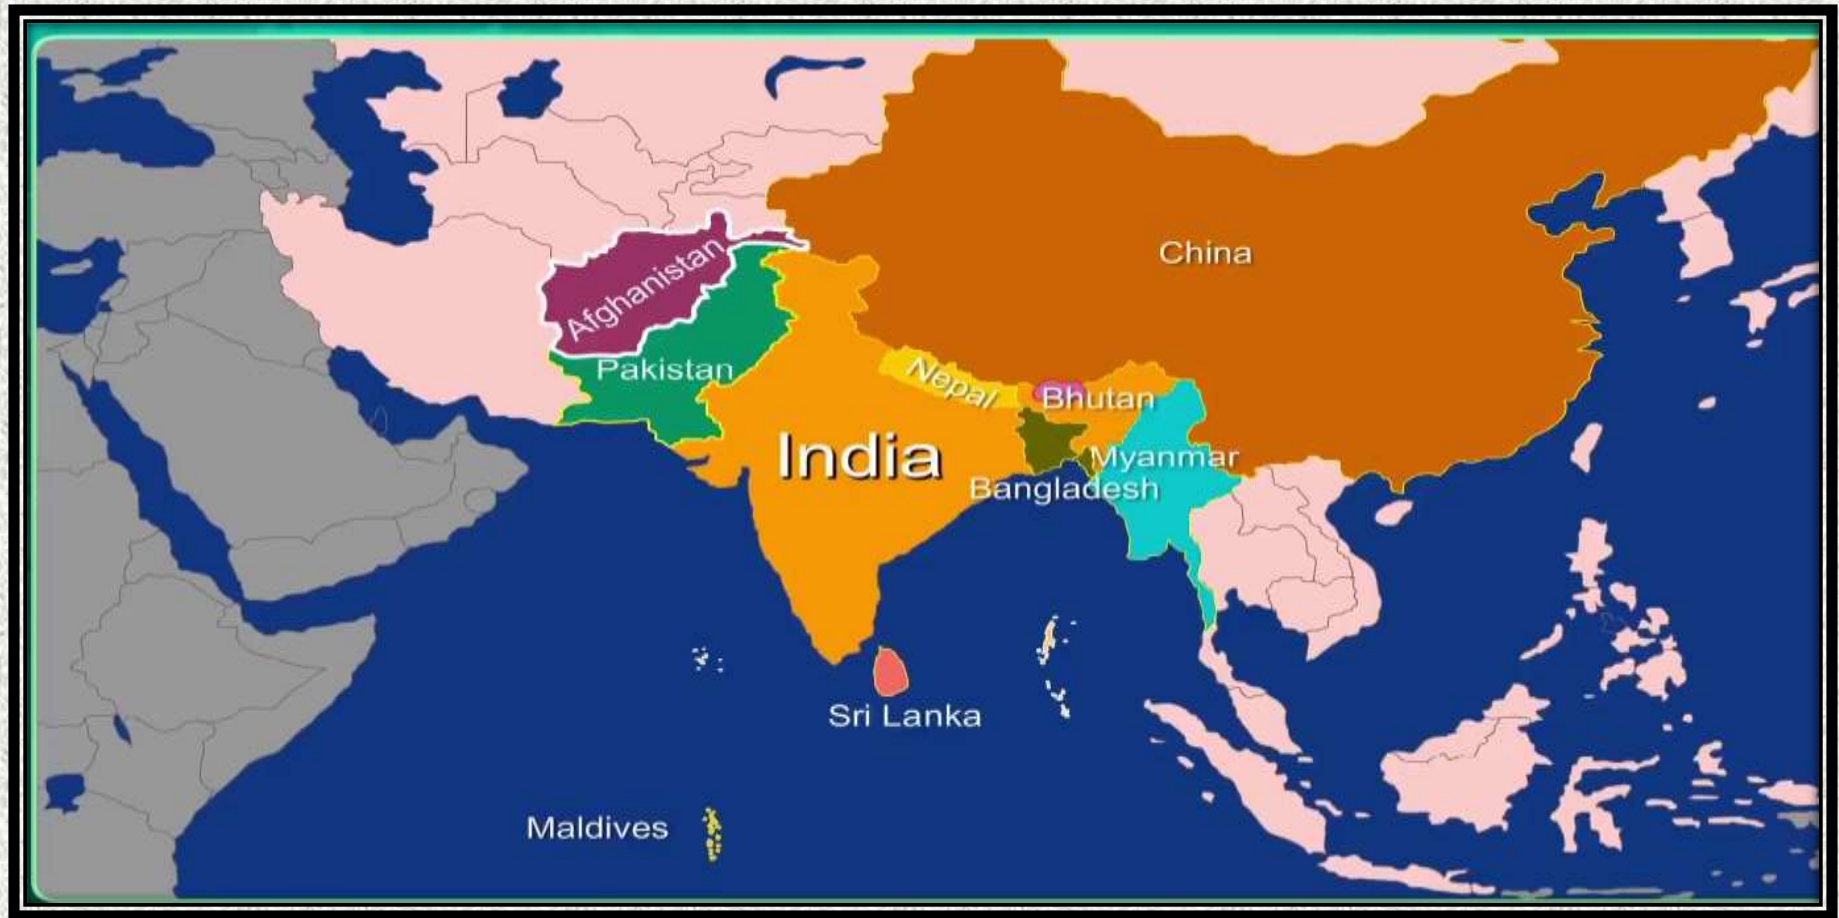 China
Afghanistan
Pakistan
Nepal
Bhutan
India
Myanmar
Bangladesh
Sri Lanka
Maldives